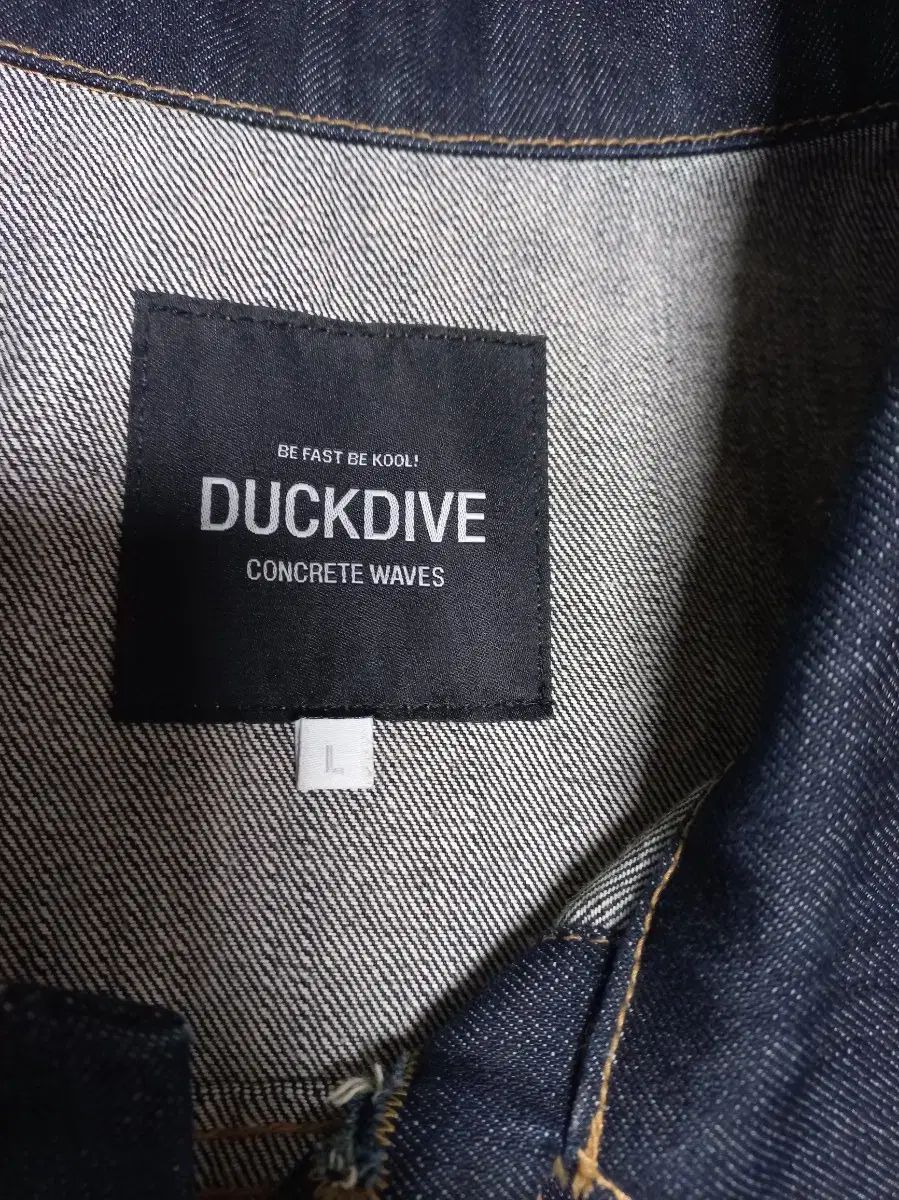 BE FAST BE KOOL!
DUCKDIVE
CONCRETE WAVES
L